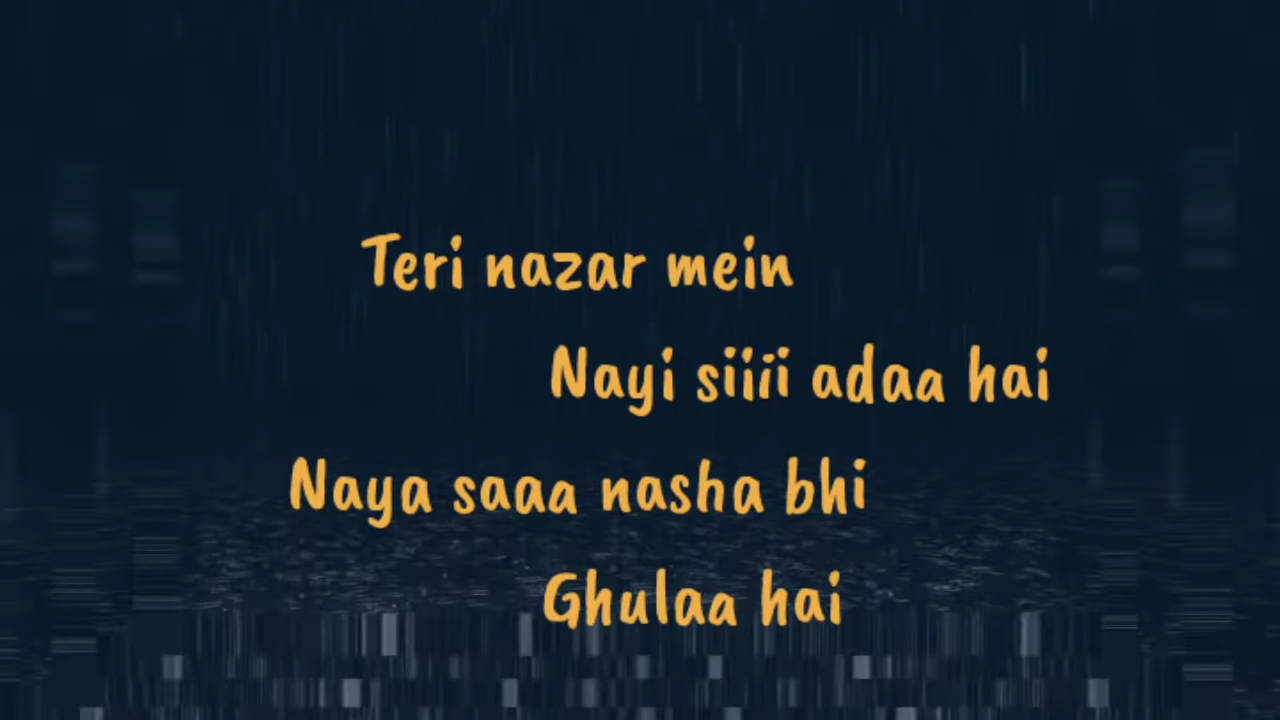 Teri nazar mein
Nayi siiii adaa hai
Naya saaa nasha bhi
Ghulaa hai